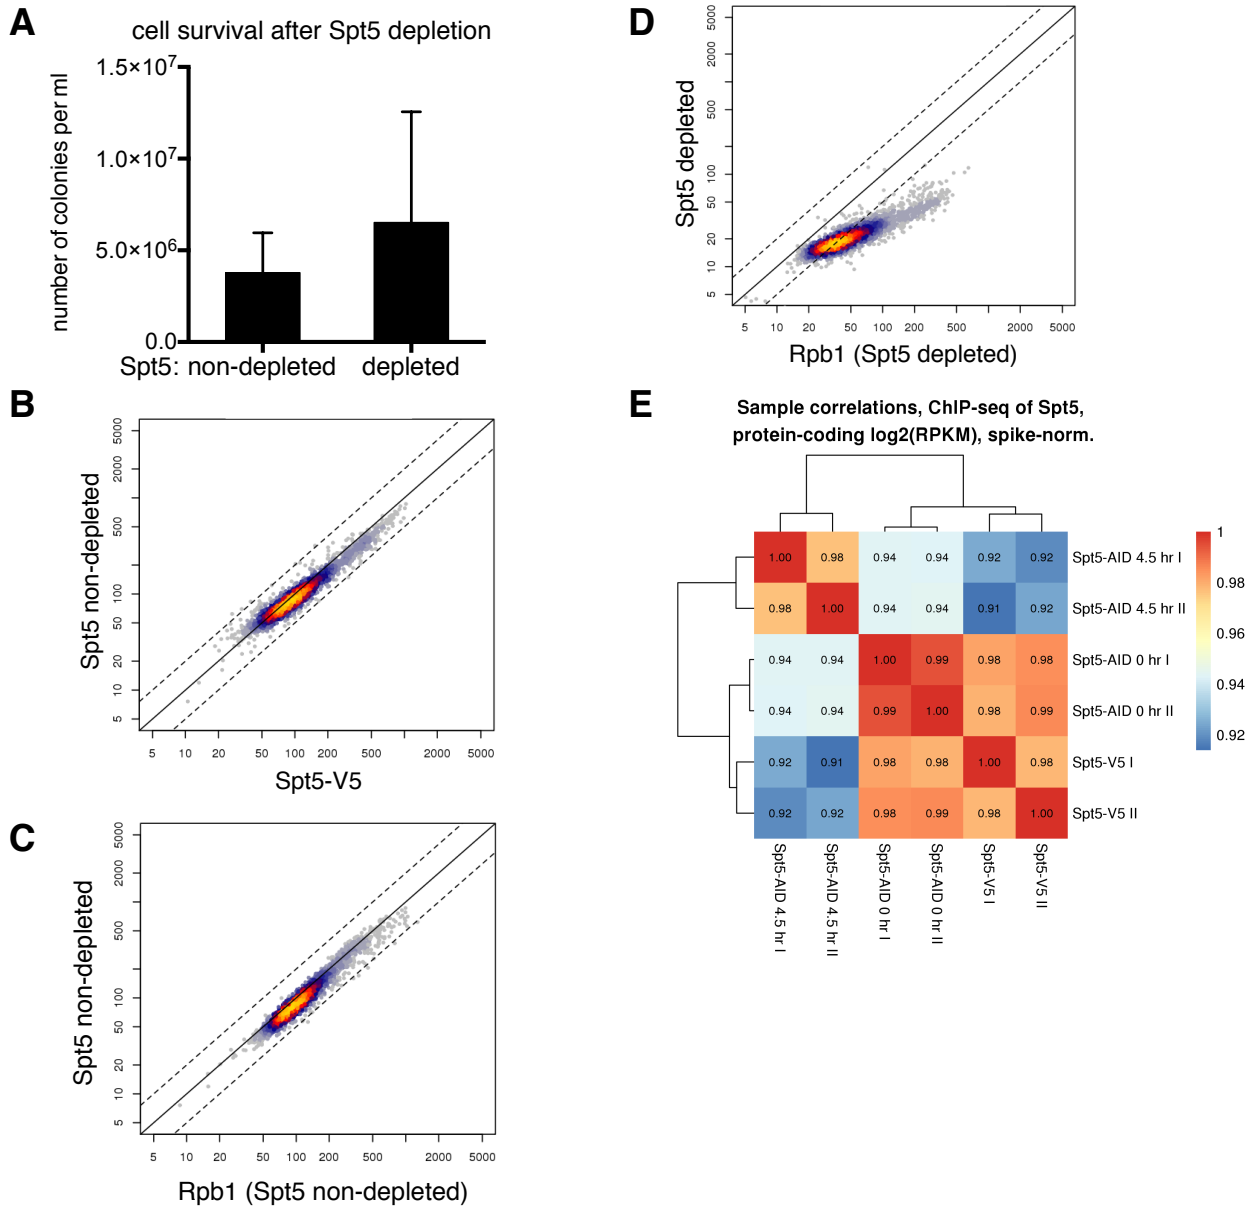 A
cell survival after Spt5 depletion
number of colonies per ml
1.5×10⁷
1.0×10⁷
5.0×10⁶
0.0
Spt5: non-depleted depleted
B
Spt5 non-depleted
5000
2000
500
100
50
20
10
5
5 10 20 50 100 200 500 2000 5000
Spt5-V5
C
Spt5 non-depleted
5000
2000
500
100
50
20
10
5
5 10 20 50 100 200 500 2000 5000
Rpb1 (Spt5 non-depleted)
D
Spt5 depleted
5000
2000
500
100
50
20
10
5
5 10 20 50 100 200 500 2000 5000
Rpb1 (Spt5 depleted)
E
Sample correlations, ChIP-seq of Spt5,
protein-coding log2(RPKM), spike-norm.
1.00 0.98 0.94 0.94 0.92 0.92 Spt5-AID 4.5 hr I
0.98 1.00 0.94 0.94 0.91 0.92 Spt5-AID 4.5 hr II
0.94 0.94 1.00 0.99 0.98 0.98 Spt5-AID 0 hr I
0.94 0.94 0.99 1.00 0.98 0.99 Spt5-AID 0 hr II
0.92 0.91 0.98 0.98 1.00 0.98 Spt5-V5 I
0.92 0.92 0.98 0.99 0.98 1.00 Spt5-V5 II
Spt5-AID 4.5 hr I
Spt5-AID 4.5 hr II
Spt5-AID 0 hr I
Spt5-AID 0 hr II
Spt5-V5 I
Spt5-V5 II
1
0.98
0.96
0.94
0.92